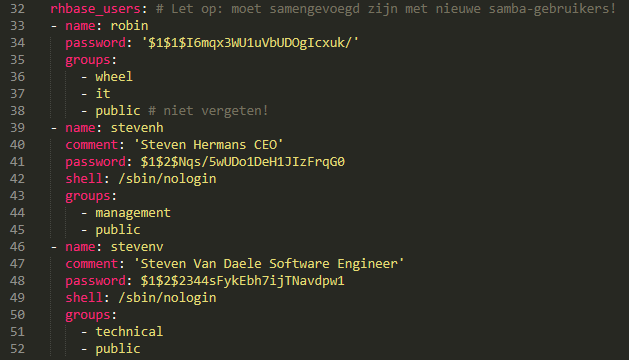 32 rhbase_users: # Let op: moet samengevoegd zijn met nieuwe samba-gebruikers!
33 - name: robin
34 password: '$1$1$I6mqx3WU1uVbUDOgIcxuk/'
35 groups:
36 - wheel
37 - it
38 - public # niet vergeten!
39 - name: stevenh
40 comment: 'Steven Hermans CEO'
41 password: $1$2$Nqs/5wUDo1DeH1JIzFrqG0
42 shell: /sbin/nologin
43 groups:
44 - management
45 - public
46 - name: stevenv
47 comment: 'Steven Van Daele Software Engineer'
48 password: $1$2$2344sFykEbh7ijTNavdpw1
49 shell: /sbin/nologin
50 groups:
51 - technical
52 - public